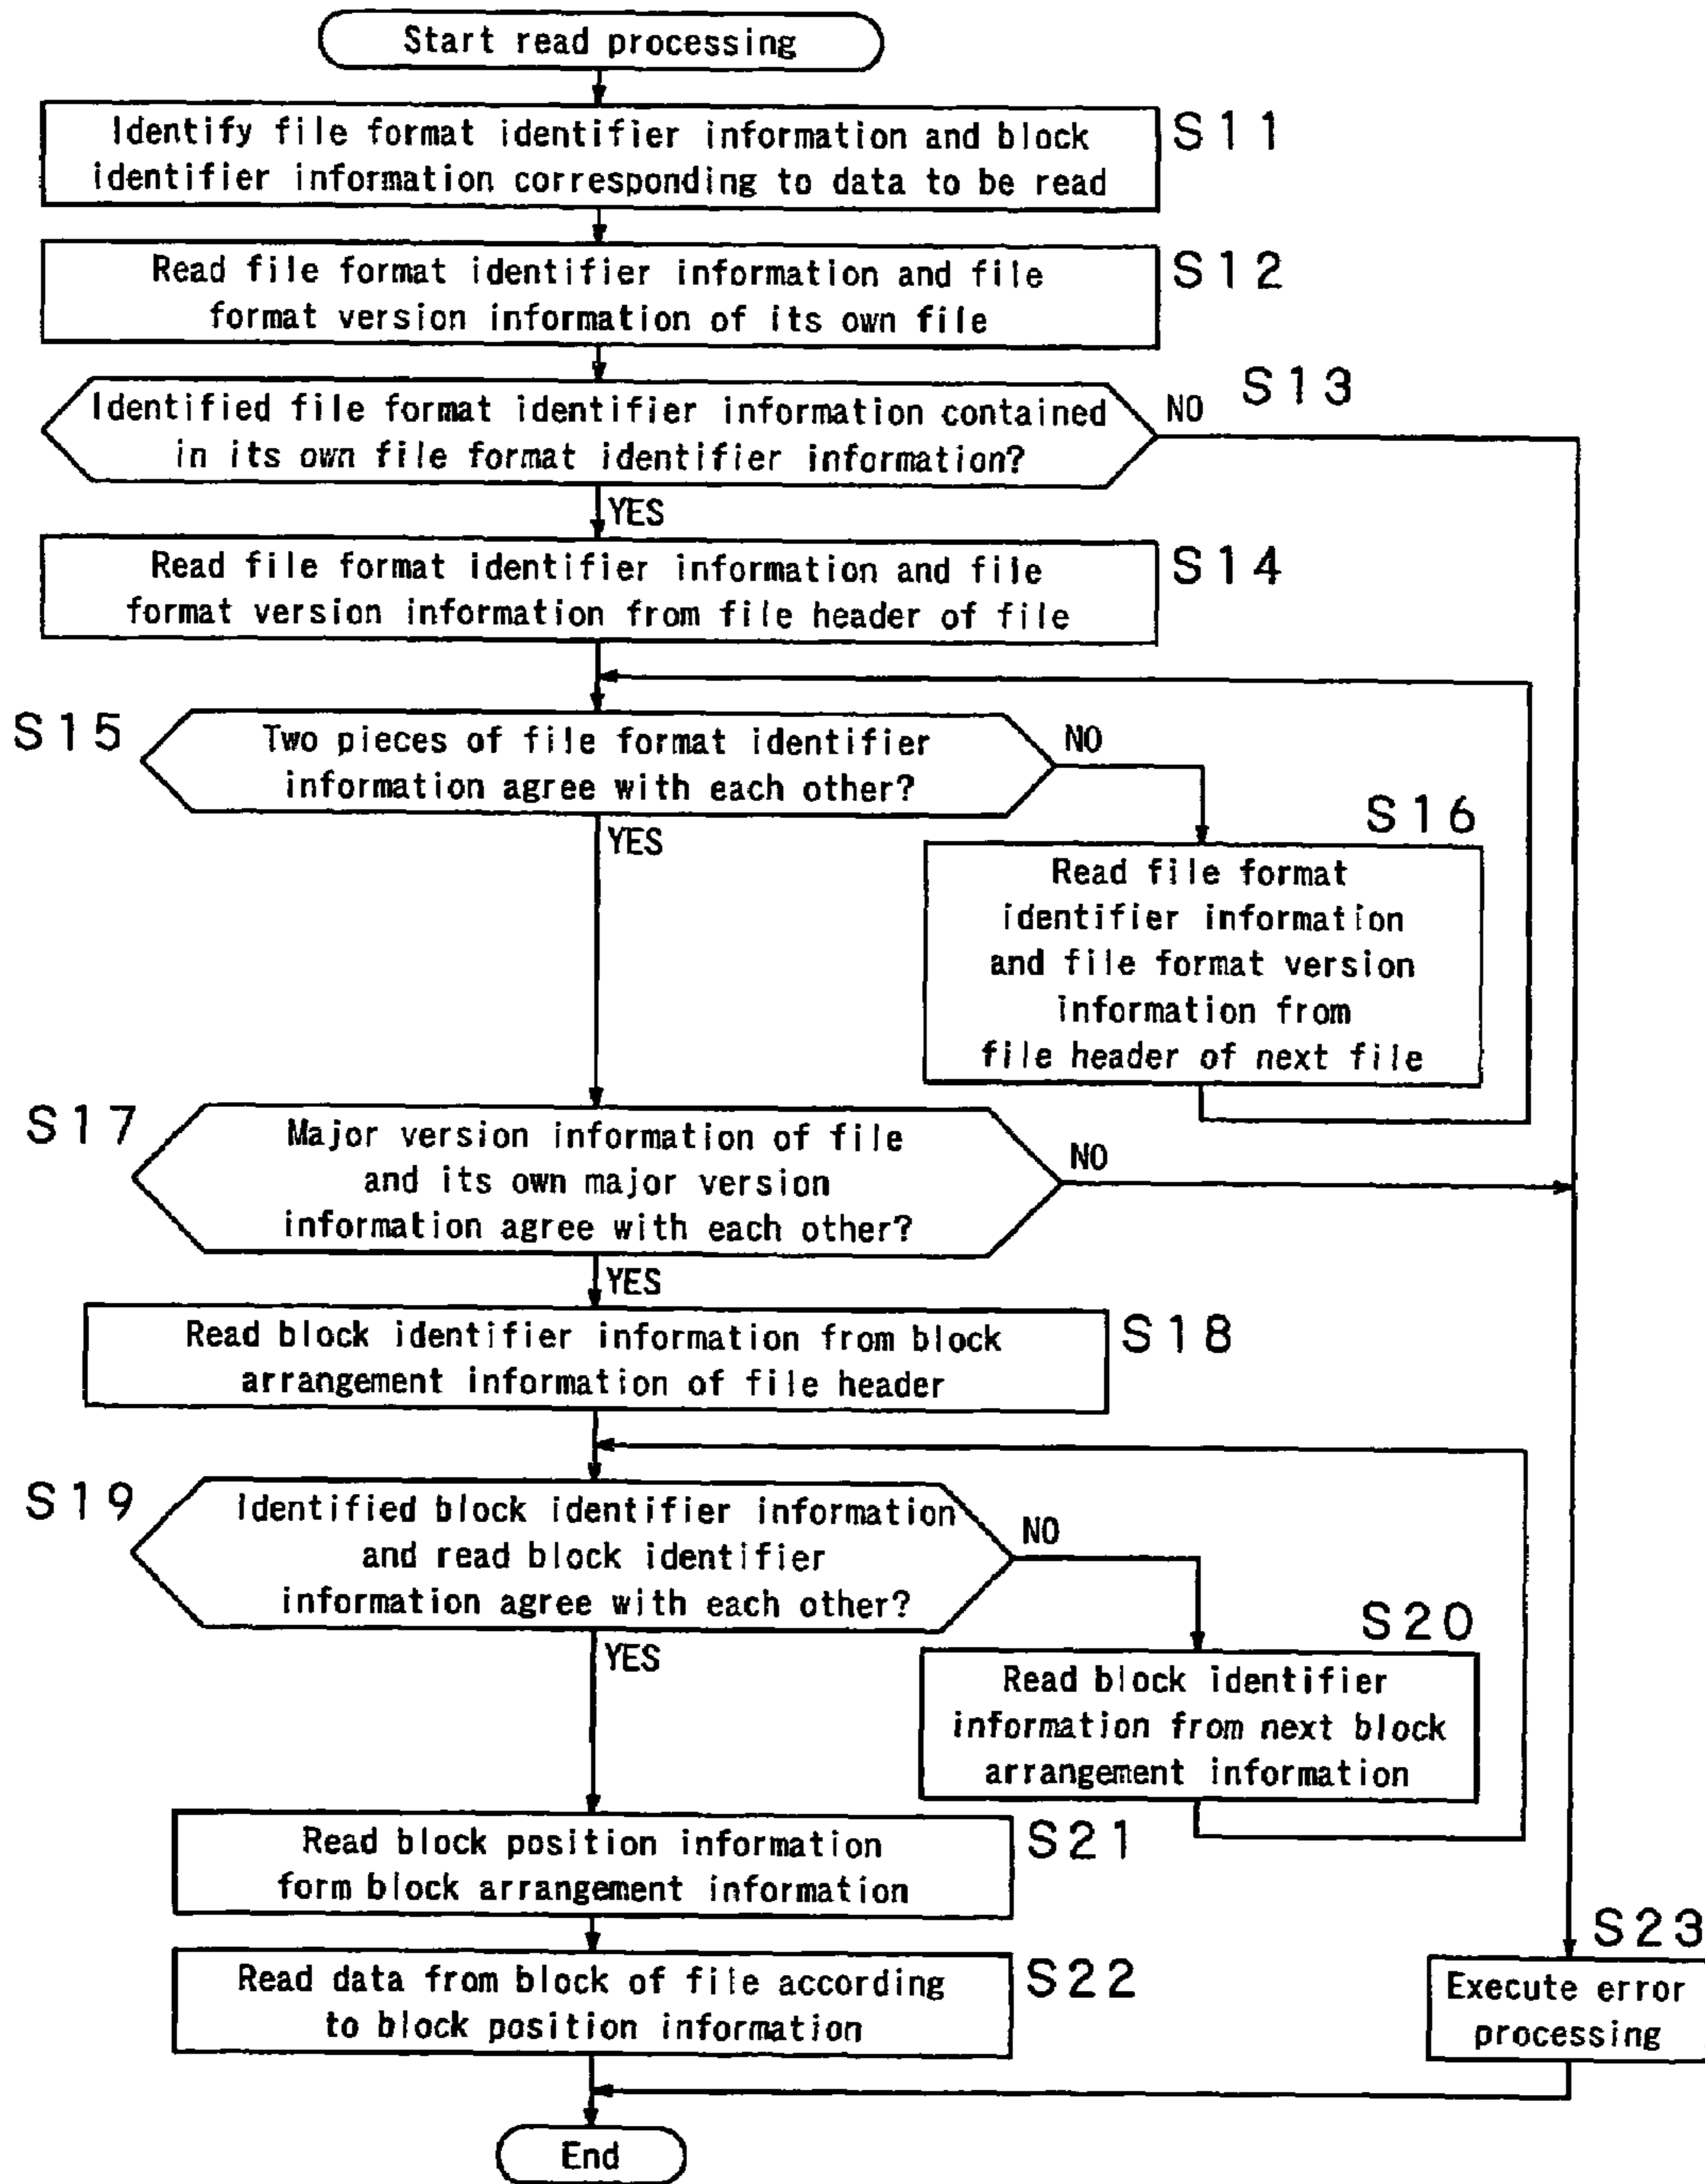 Start read processing
Identify file format identifier information and block
identifier information corresponding to data to be read
S11
Read file format identifier information and file
format version information of its own file
S12
Identified file format identifier information contained
in its own file format identifier information?
NO
S13
YES
Read file format identifier information and file
format version information from file header of file
S14
S15
Two pieces of file format identifier
information agree with each other?
NO
YES
S16
Read file format
identifier information
and file format version
information from
file header of next file
S17
Major version information of file
and its own major version
information agree with each other?
NO
YES
Read block identifier information from block
arrangement information of file header
S18
S19
Identified block identifier information
and read block identifier
information agree with each other?
NO
YES
S20
Read block identifier
information from next block
arrangement information
Read block position information
form block arrangement information
S21
Read data from block of file according
to block position information
S22
S23
Execute error
processing
End